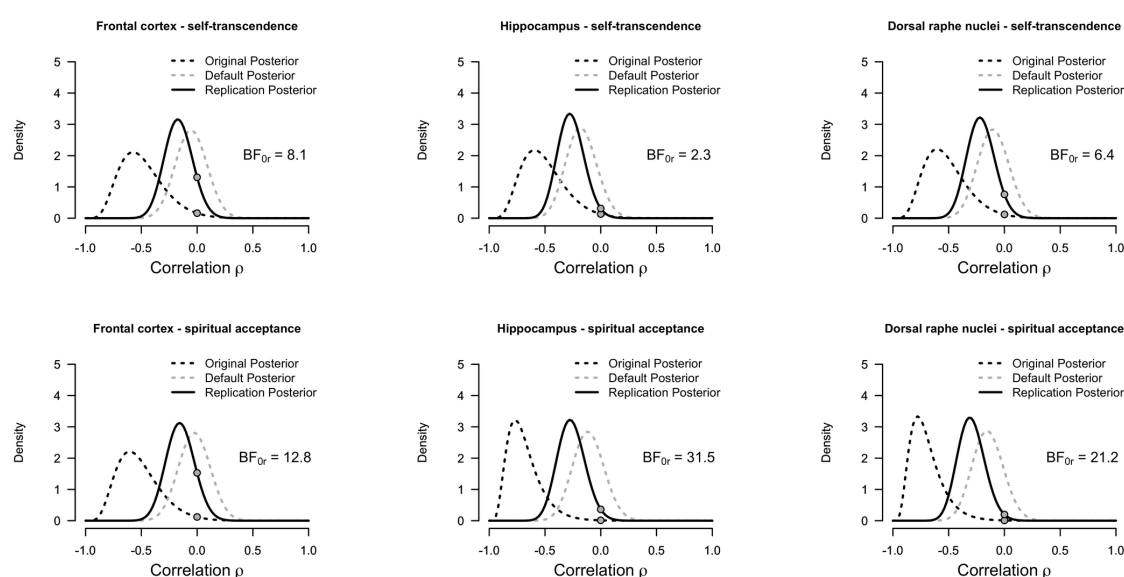 Frontal cortex - self-transcendence
5
4
3
2
1
0
Density
Original Posterior
Default Posterior
Replication Posterior
BF0r = 8.1
-1.0 -0.5 0.0 0.5 1.0
Correlation ρ
Hippocampus - self-transcendence
5
4
3
2
1
0
Density
Original Posterior
Default Posterior
Replication Posterior
BF0r = 2.3
-1.0 -0.5 0.0 0.5 1.0
Correlation ρ
Dorsal raphe nuclei - self-transcendence
5
4
3
2
1
0
Density
Original Posterior
Default Posterior
Replication Posterior
BF0r = 6.4
-1.0 -0.5 0.0 0.5 1.0
Correlation ρ
Frontal cortex - spiritual acceptance
5
4
3
2
1
0
Density
Original Posterior
Default Posterior
Replication Posterior
BF0r = 12.8
-1.0 -0.5 0.0 0.5 1.0
Correlation ρ
Hippocampus - spiritual acceptance
5
4
3
2
1
0
Density
Original Posterior
Default Posterior
Replication Posterior
BF0r = 31.5
-1.0 -0.5 0.0 0.5 1.0
Correlation ρ
Dorsal raphe nuclei - spiritual acceptance
5
4
3
2
1
0
Density
Original Posterior
Default Posterior
Replication Posterior
BF0r = 21.2
-1.0 -0.5 0.0 0.5 1.0
Correlation ρ